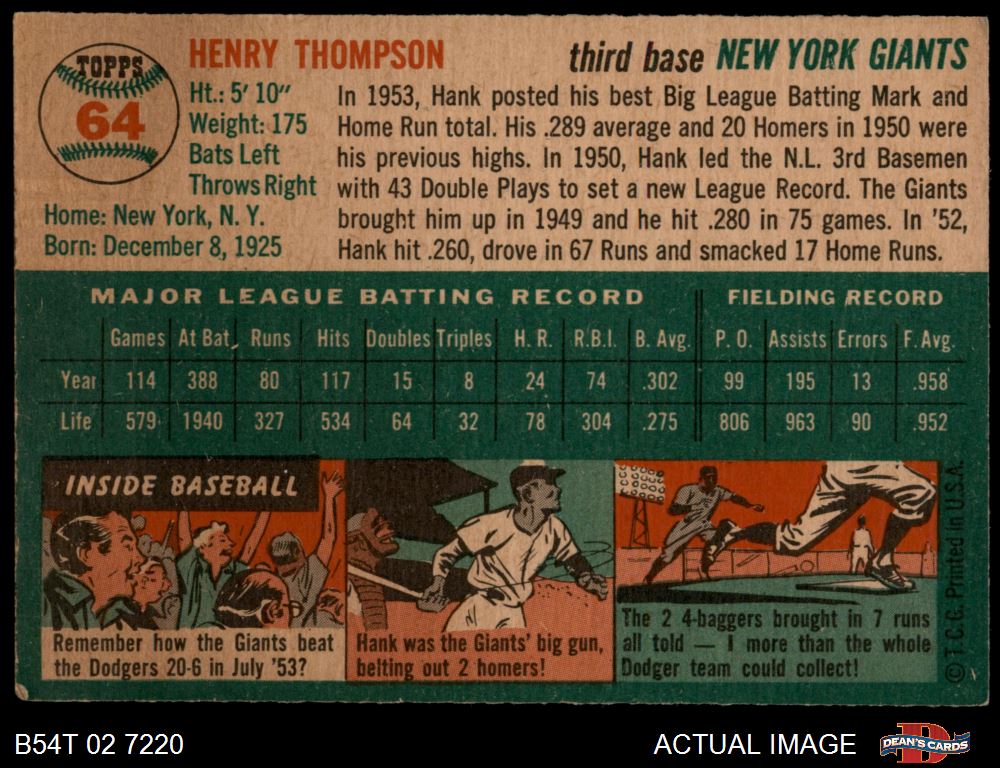 TOPPS
64
HENRY THOMPSON
third base NEW YORK GIANTS
Ht.: 5' 10"
Weight: 175
Bats Left
Throws Right
Home: New York, N. Y.
Born: December 8, 1925
In 1953, Hank posted his best Big League Batting Mark and
Home Run total. His .289 average and 20 Homers in 1950 were
his previous highs. In 1950, Hank led the N.L. 3rd Basemen
with 43 Double Plays to set a new League Record. The Giants
brought him up in 1949 and he hit .280 in 75 games. In '52,
Hank hit .260, drove in 67 Runs and smacked 17 Home Runs.
MAJOR LEAGUE BATTING RECORD FIELDING RECORD
Games At Bat Runs Hits Doubles Triples H. R. R.B.I. B. Avg. P. O. Assists Errors F. Avg.
Year 114 388 80 117 15 8 24 74 .302 99 195 13 .958
Life 579 1940 327 534 64 32 78 304 .275 806 963 90 .952
INSIDE BASEBALL
Remember how the Giants beat
the Dodgers 20-6 in July '53?
Hank was the Giants' big gun,
belting out 2 homers!
The 2 4-baggers brought in 7 runs
all told — 1 more than the whole
Dodger team could collect!
© T. C. G. Printed in U.S.A.
B54T 02 7220
ACTUAL IMAGE
D
DEAN'S CARDS